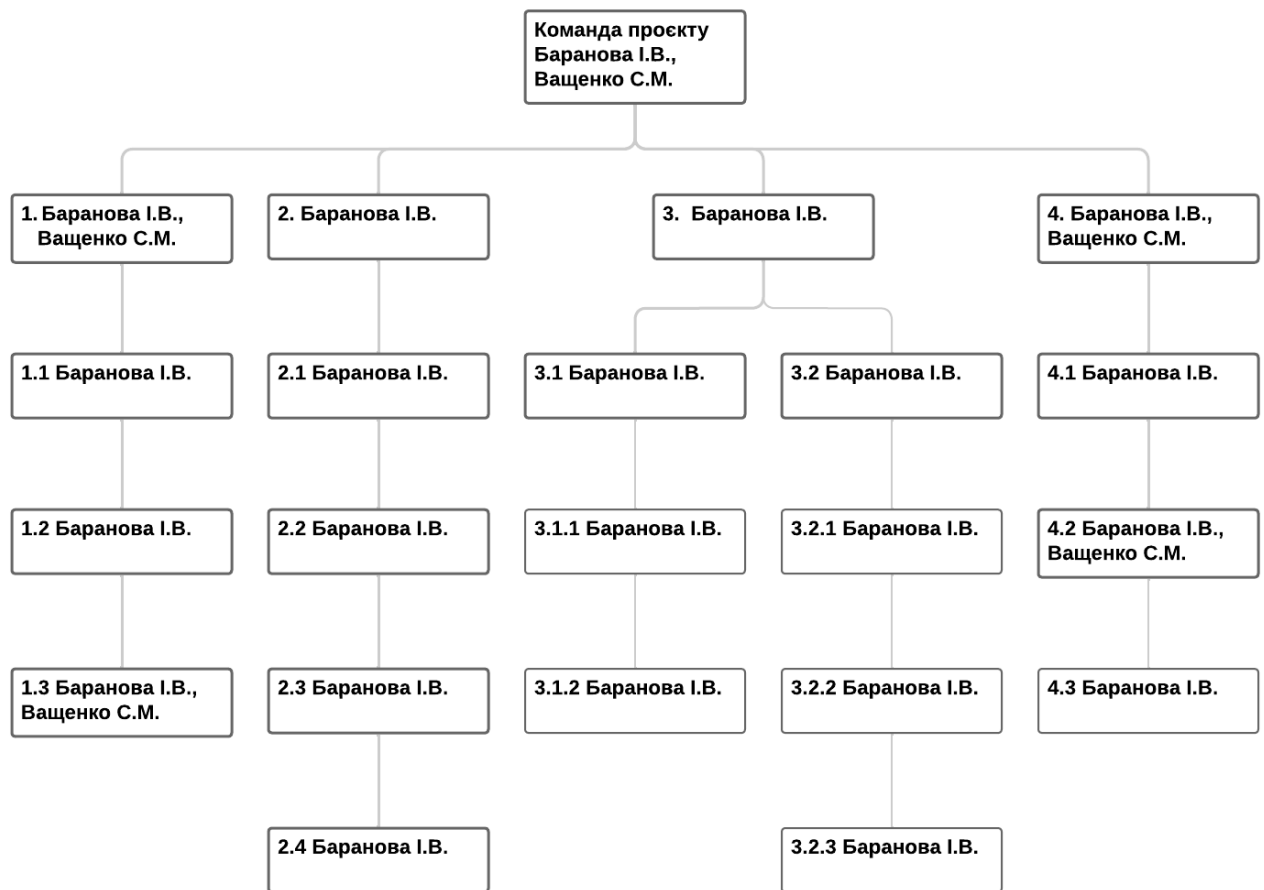 Команда проєкту
Баранова І.В.,
Ващенко С.М.
1. Баранова І.В.,
Ващенко С.М.
2. Баранова І.В.
3. Баранова І.В.
4. Баранова І.В.,
Ващенко С.М.
1.1 Баранова І.В.
2.1 Баранова І.В.
3.1 Баранова І.В.
3.2 Баранова І.В.
4.1 Баранова І.В.
1.2 Баранова І.В.
2.2 Баранова І.В.
3.1.1 Баранова І.В.
3.2.1 Баранова І.В.
4.2 Баранова І.В.,
Ващенко С.М.
1.3 Баранова І.В.,
Ващенко С.М.
2.3 Баранова І.В.
3.1.2 Баранова І.В.
3.2.2 Баранова І.В.
4.3 Баранова І.В.
2.4 Баранова І.В.
3.2.3 Баранова І.В.